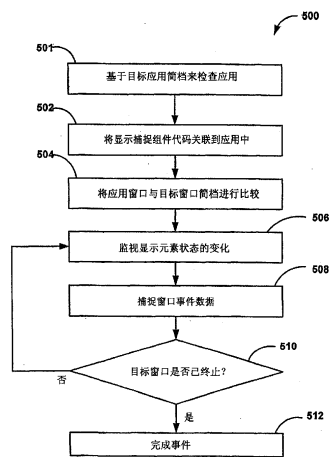 500
501
基于目标应用简档来检查应用
502
将显示捕捉组件代码关联到应用中
504
将应用窗口与目标窗口简档进行比较
506
监视显示元素状态的变化
508
捕捉窗口事件数据
510
目标窗口是否已终止?
否
是
512
完成事件